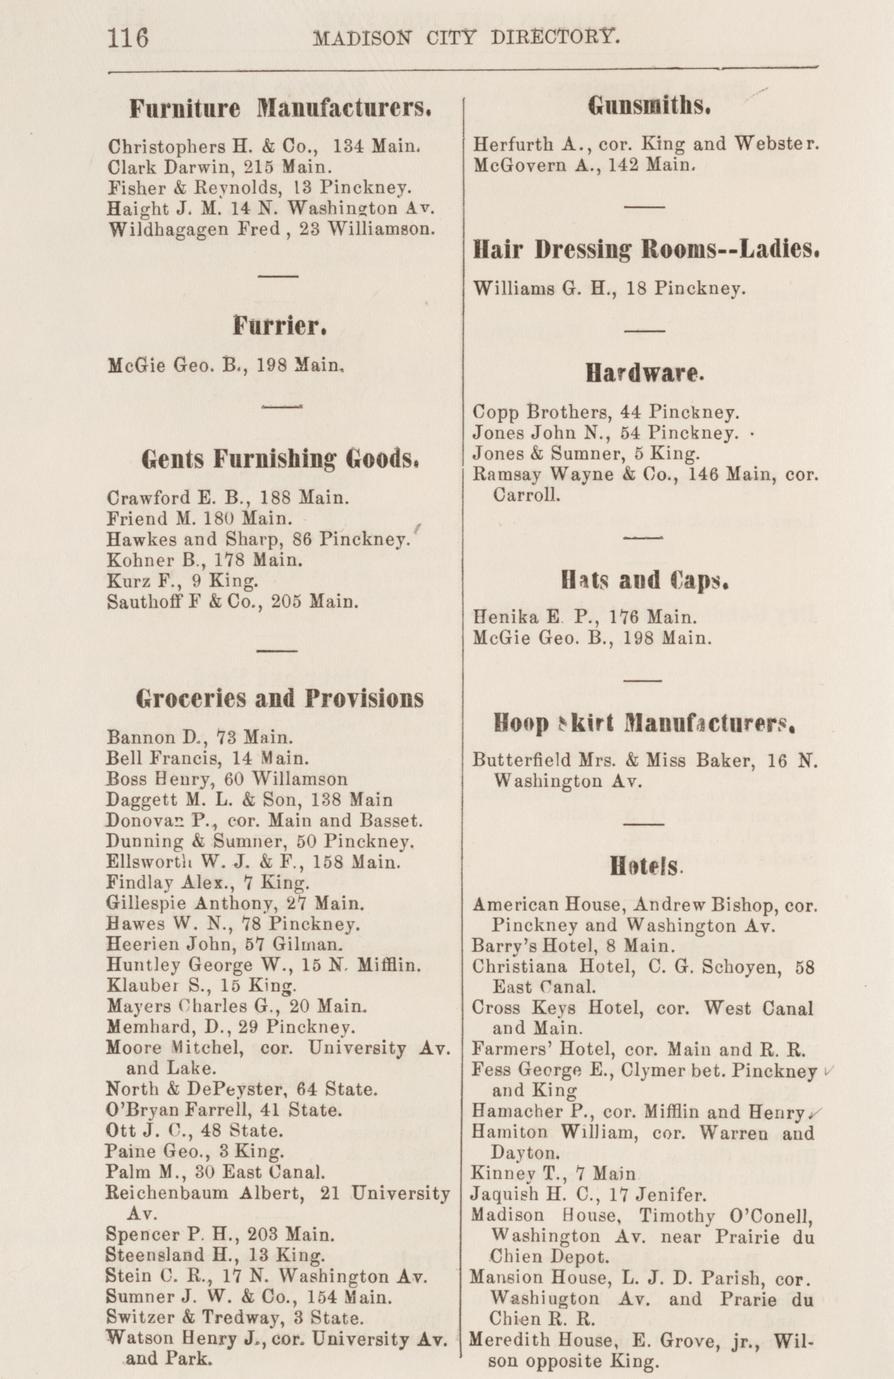 116 MADISON CITY DIRECTORY.
Furniture Manufacturers.
Christophers H. & Co., 134 Main.
Clark Darwin, 215 Main.
Fisher & Reynolds, 13 Pinckney.
Haight J. M. 14 N. Washington Av.
Wildhagagen Fred , 23 Williamson.
Furrier.
McGie Geo. B., 198 Main.
Gents Furnishing Goods.
Crawford E. B., 188 Main.
Friend M. 180 Main.
Hawkes and Sharp, 86 Pinckney.
Kohner B., 178 Main.
Kurz F., 9 King.
Sauthoff F & Co., 205 Main.
Groceries and Provisions
Bannon D., 73 Main.
Bell Francis, 14 Main.
Boss Henry, 60 Willamson
Daggett M. L. & Son, 138 Main
Donovan P., cor. Main and Basset.
Dunning & Sumner, 50 Pinckney.
Ellsworth W. J. & F., 158 Main.
Findlay Alex., 7 King.
Gillespie Anthony, 27 Main.
Hawes W. N., 78 Pinckney.
Heerien John, 57 Gilman.
Huntley George W., 15 N. Mifflin.
Klauber S., 15 King.
Mayers Charles G., 20 Main.
Memhard, D., 29 Pinckney.
Moore Mitchel, cor. University Av.
and Lake.
North & DePeyster, 64 State.
O'Bryan Farrell, 41 State.
Ott J. C., 48 State.
Paine Geo., 3 King.
Palm M., 30 East Canal.
Reichenbaum Albert, 21 University
Av.
Spencer P. H., 203 Main.
Steensland H., 13 King.
Stein C. R., 17 N. Washington Av.
Sumner J. W. & Co., 154 Main.
Switzer & Tredway, 3 State.
Watson Henry J., cor. University Av.
and Park.
Gunsmiths.
Herfurth A., cor. King and Webster.
McGovern A., 142 Main.
Hair Dressing Rooms--Ladies.
Williams G. H., 18 Pinckney.
Hardware.
Copp Brothers, 44 Pinckney.
Jones John N., 54 Pinckney.
Jones & Sumner, 5 King.
Ramsay Wayne & Co., 146 Main, cor.
Carroll.
Hats and Caps.
Henika E. P., 176 Main.
McGie Geo. B., 198 Main.
Hoop Skirt Manufacturers.
Butterfield Mrs. & Miss Baker, 16 N.
Washington Av.
Hotels.
American House, Andrew Bishop, cor.
Pinckney and Washington Av.
Barry's Hotel, 8 Main.
Christiana Hotel, C. G. Schoyen, 58
East Canal.
Cross Keys Hotel, cor. West Canal
and Main.
Farmers' Hotel, cor. Main and R. R.
Fess George E., Clymer bet. Pinckney
and King
Hamacher P., cor. Mifflin and Henry.
Hamiton William, cor. Warren and
Dayton.
Kinney T., 7 Main
Jaquish H. C., 17 Jenifer.
Madison House, Timothy O'Conell,
Washington Av. near Prairie du
Chien Depot.
Mansion House, L. J. D. Parish, cor.
Washiugton Av. and Prarie du
Chien R. R.
Meredith House, E. Grove, jr., Wil-
son opposite King.